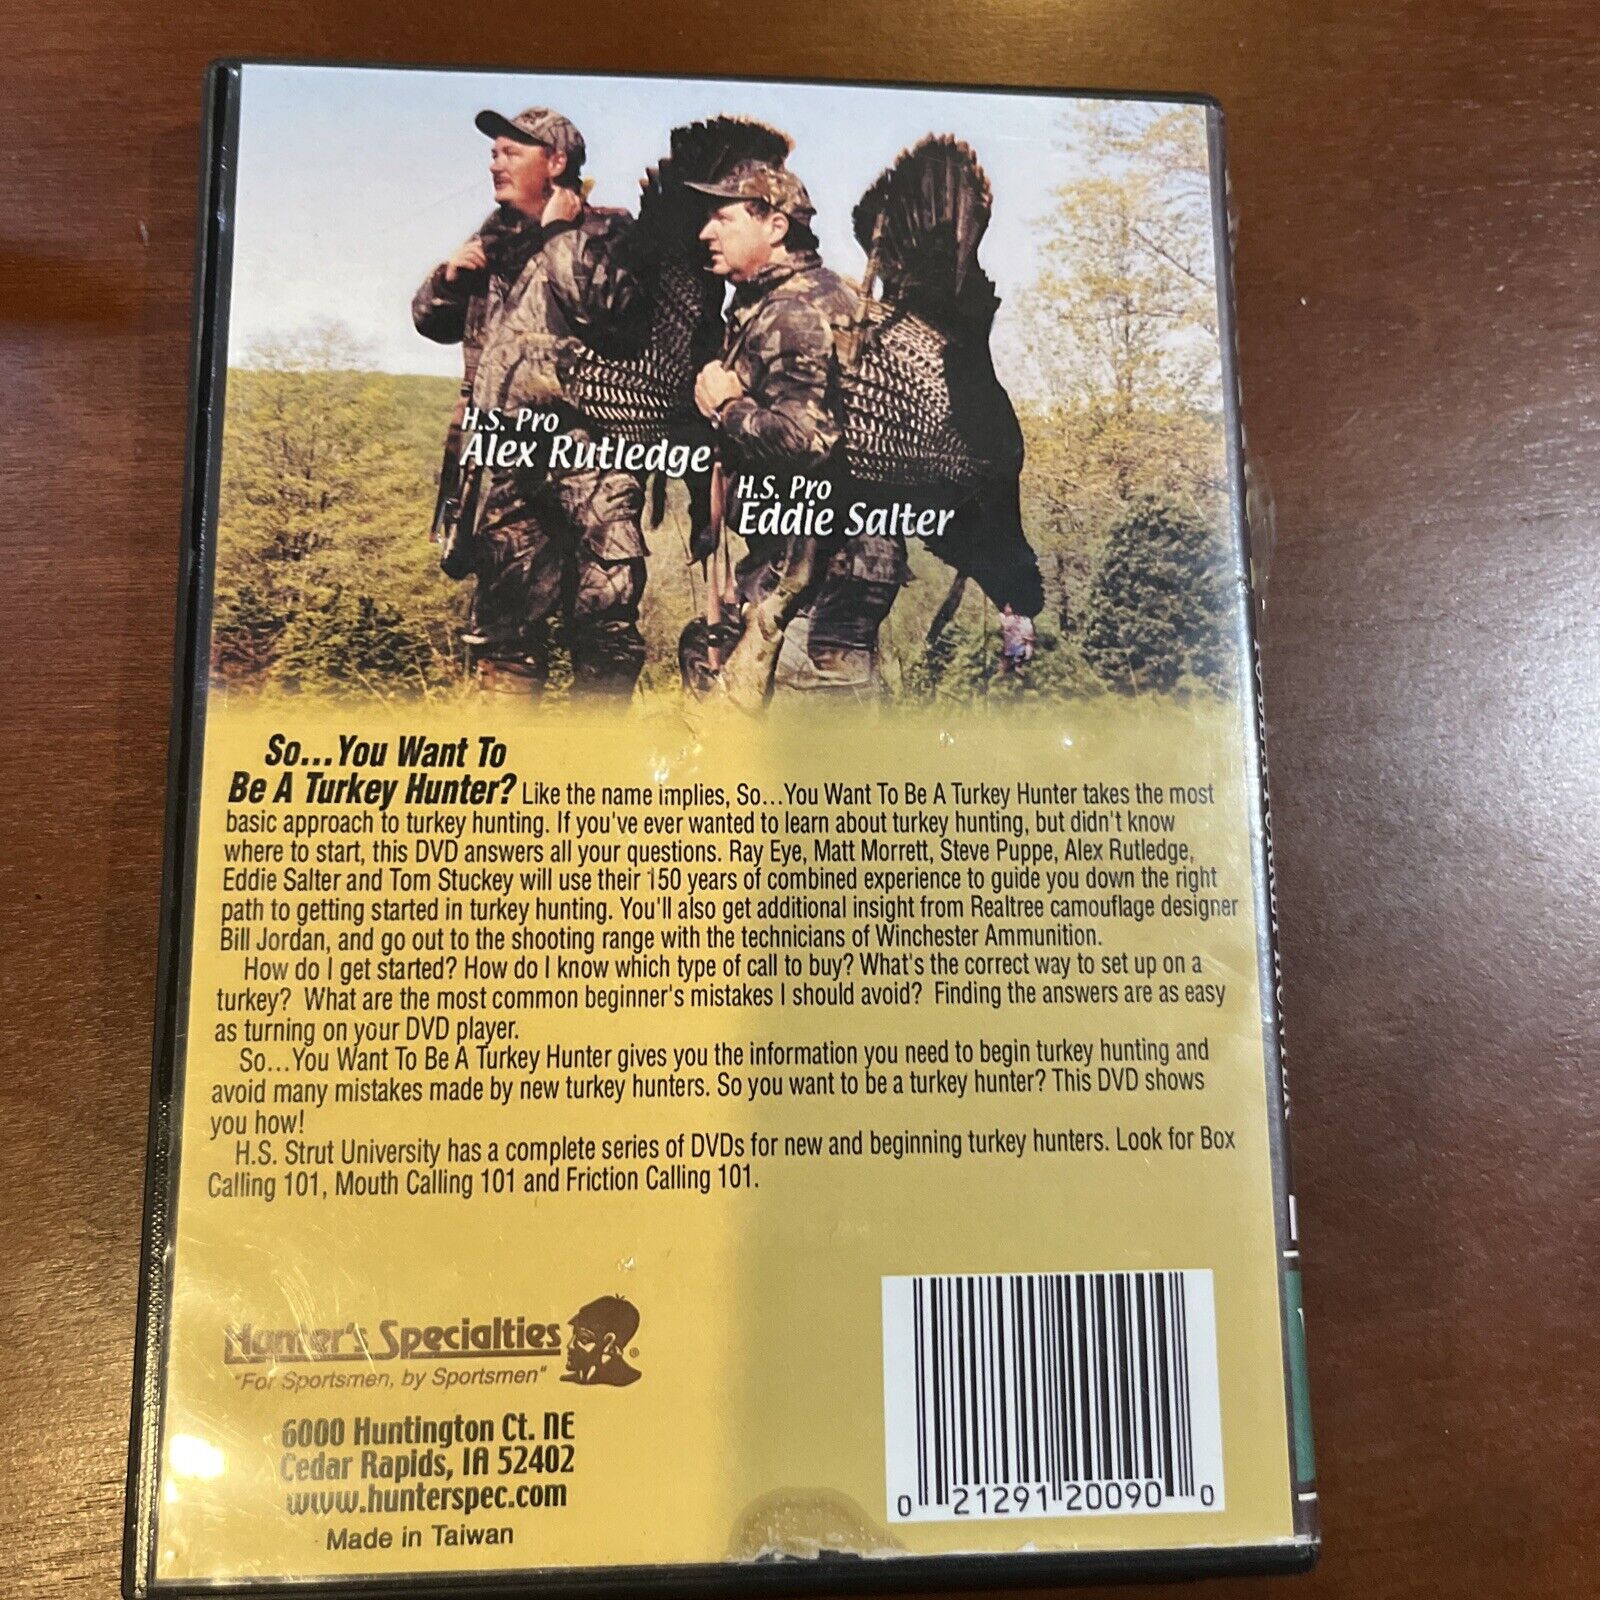 H.S. Pro
Alex Rutledge
H.S. Pro
Eddie Salter
So...You Want To
Be A Turkey Hunter? Like the name implies, So...You Want To Be A Turkey Hunter takes the most
basic approach to turkey hunting. If you've ever wanted to learn about turkey hunting, but didn't know
where to start, this DVD answers all your questions. Ray Eye, Matt Morrett, Steve Puppe, Alex Rutledge,
Eddie Salter and Tom Stuckey will use their 150 years of combined experience to guide you down the right
path to getting started in turkey hunting. You'll also get additional insight from Realtree camouflage designer
Bill Jordan, and go out to the shooting range with the technicians of Winchester Ammunition.
How do I get started? How do I know which type of call to buy? What's the correct way to set up on a
turkey? What are the most common beginner's mistakes I should avoid? Finding the answers are as easy
as turning on your DVD player.
So...You Want To Be A Turkey Hunter gives you the information you need to begin turkey hunting and
avoid many mistakes made by new turkey hunters. So you want to be a turkey hunter? This DVD shows
you how!
H.S. Strut University has a complete series of DVDs for new and beginning turkey hunters. Look for Box
Calling 101, Mouth Calling 101 and Friction Calling 101.
Hunter's Specialties
"For Sportsmen, by Sportsmen" ®
6000 Huntington Ct. NE
Cedar Rapids, IA 52402
www.hunterspec.com
Made in Taiwan
0 21291 20090 0